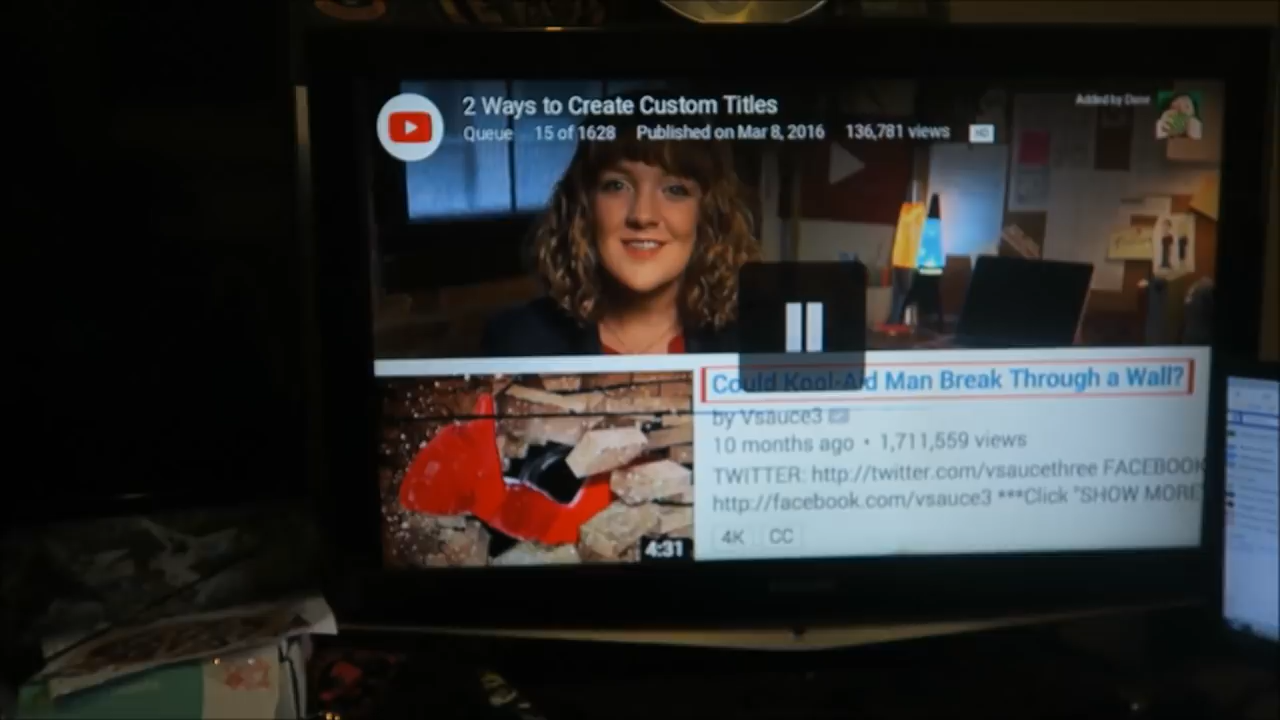 2 Ways to Create Custom Titles
Queue 15 of 1628 Published on Mar 8, 2016 136,781 views HD
Added by
Could Kool-Aid Man Break Through a Wall?
by Vsauce3
10 months ago • 1,711,559 views
TWITTER: http://twitter.com/vsaucethree FACEBOOK
http://facebook.com/vsauce3 ***Click "SHOW MORE
4:31
4K CC